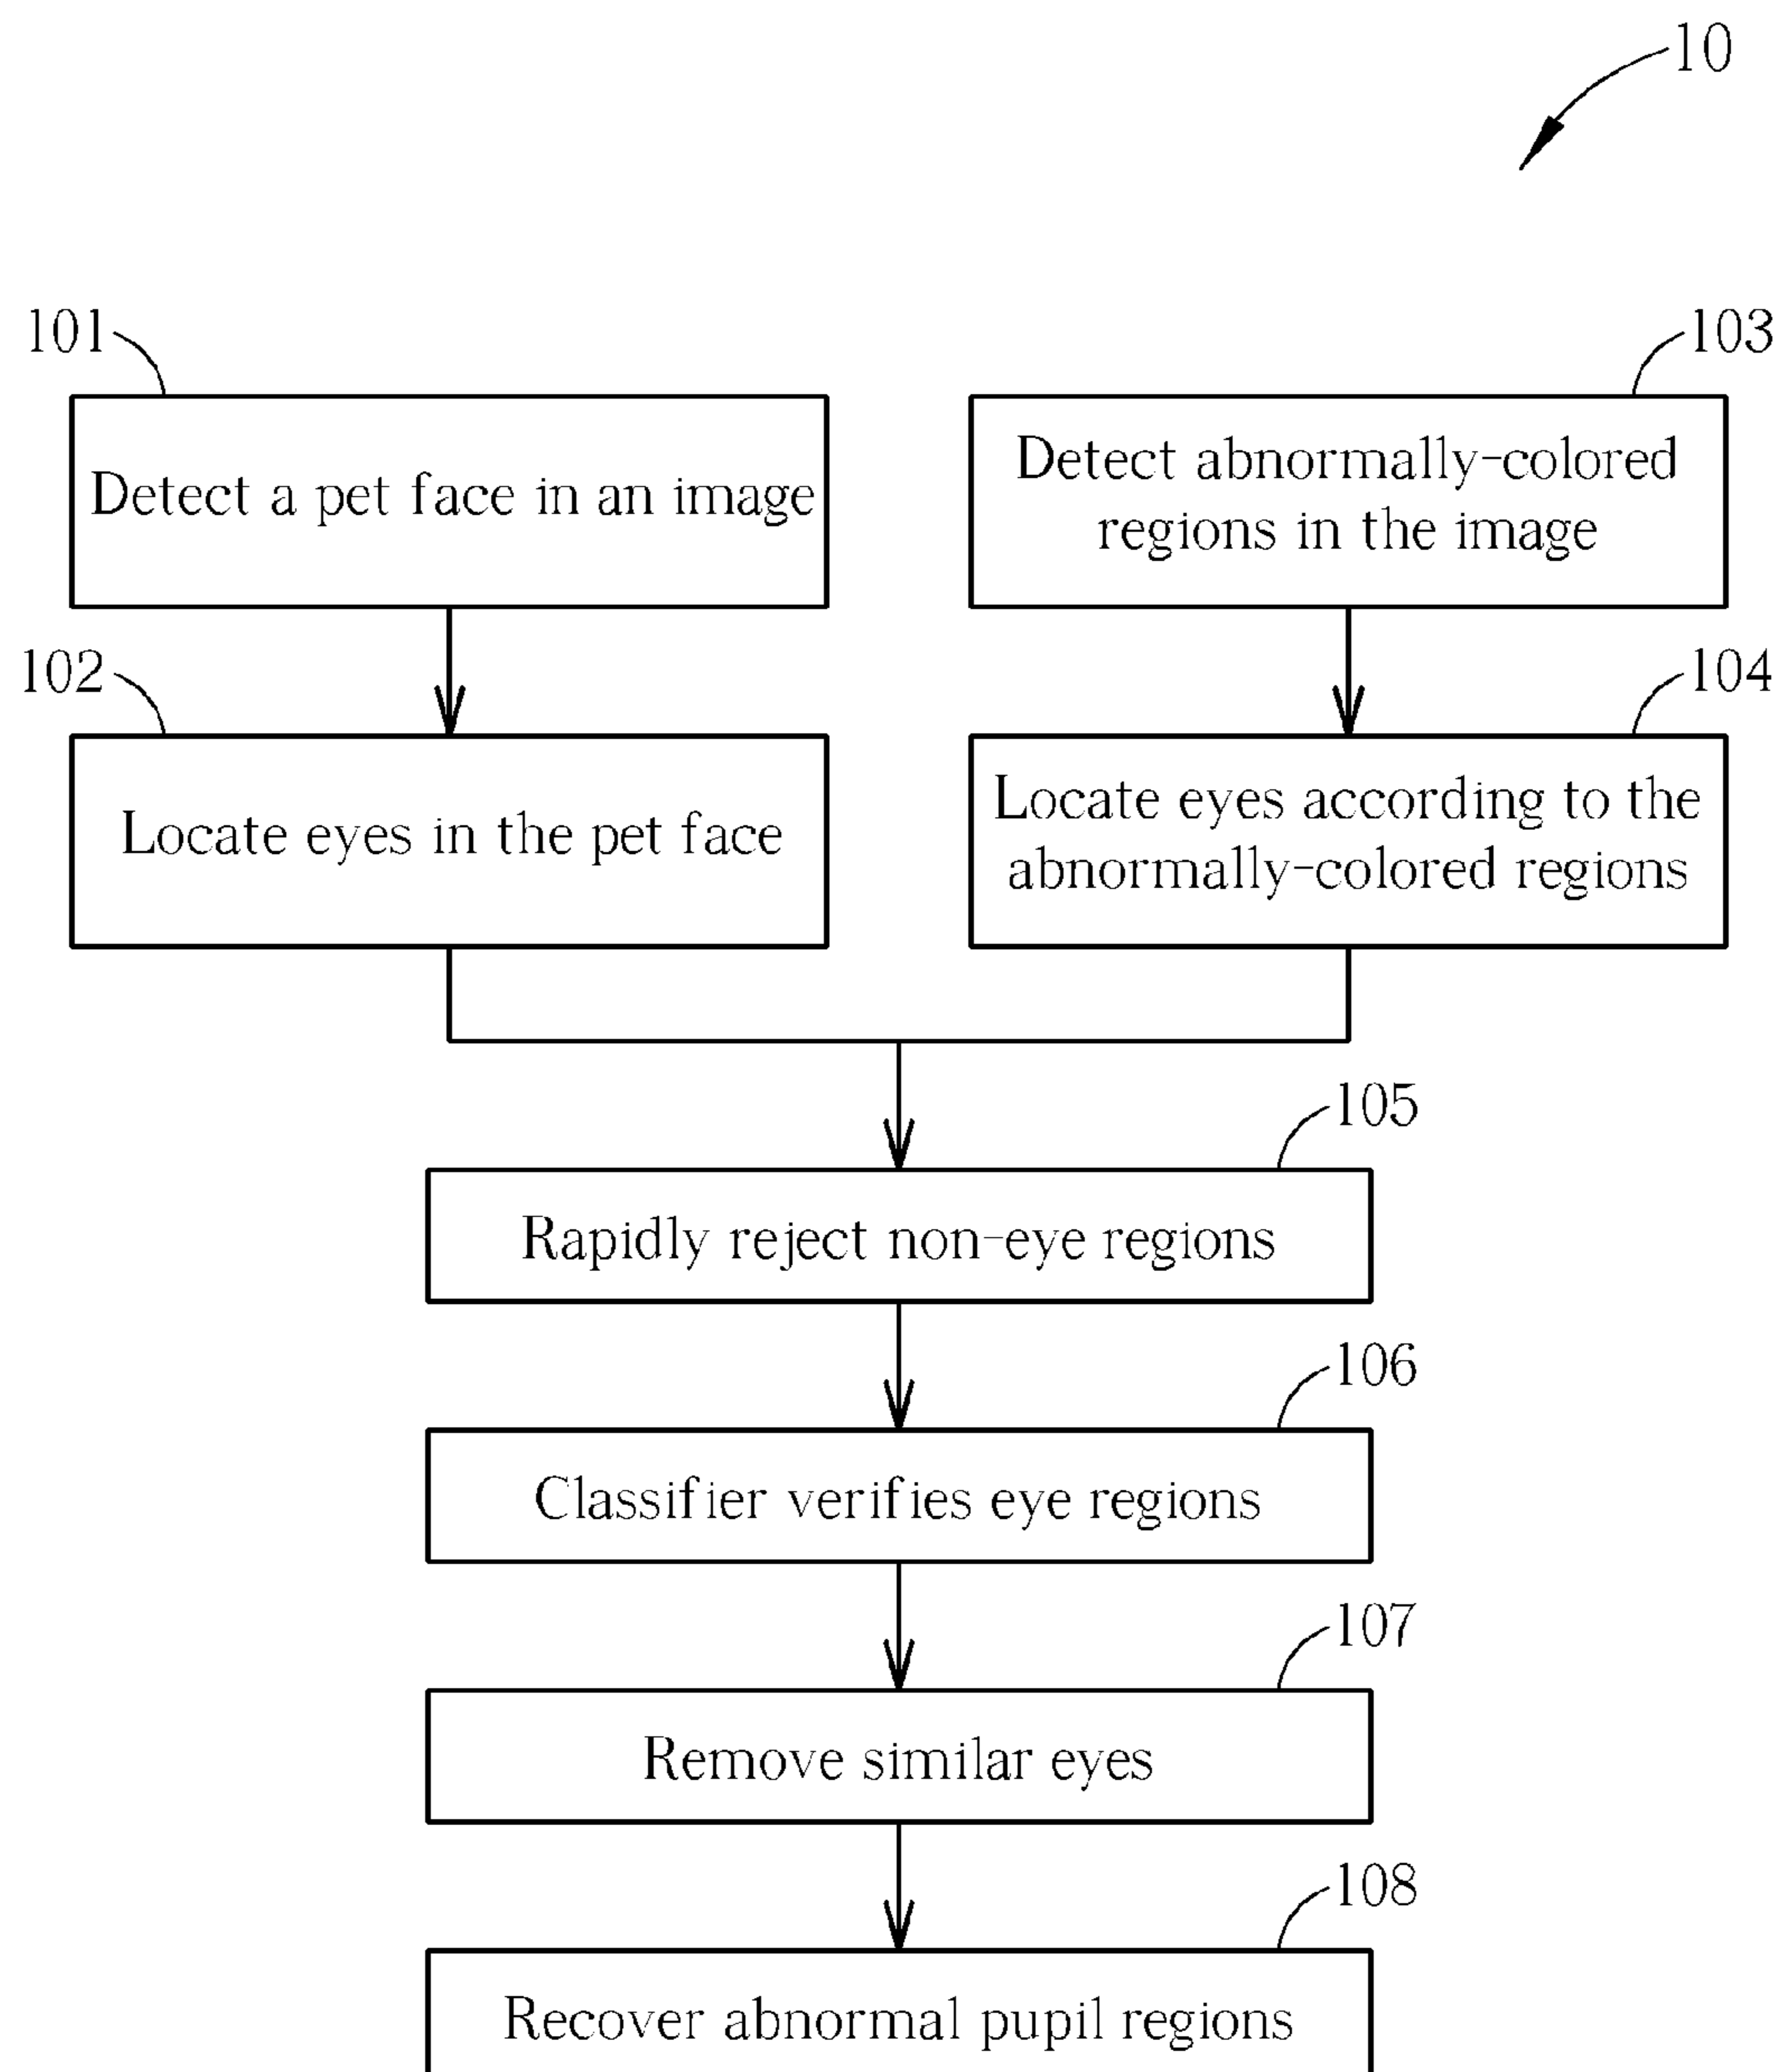 10
101
Detect a pet face in an image
103
Detect abnormally-colored
regions in the image
102
Locate eyes in the pet face
104
Locate eyes according to the
abnormally-colored regions
105
Rapidly reject non-eye regions
106
Classifier verifies eye regions
107
Remove similar eyes
108
Recover abnormal pupil regions